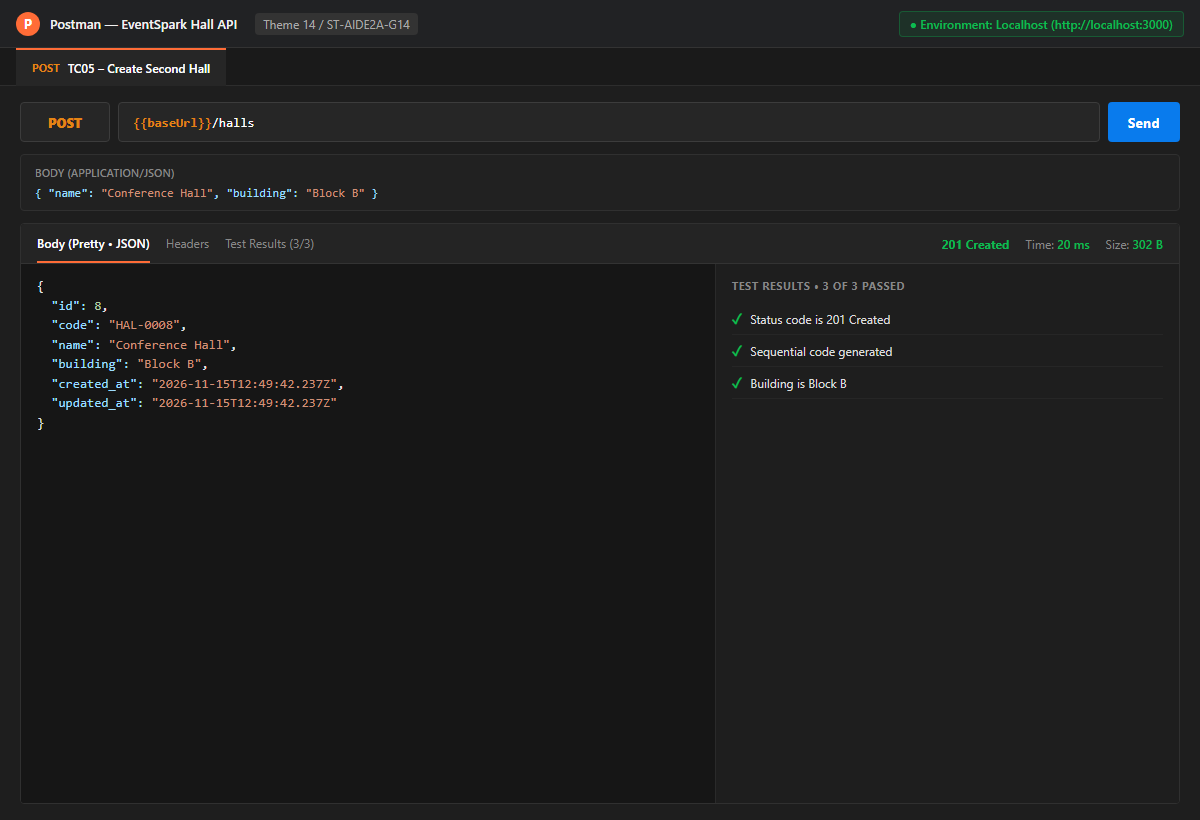 P Postman — EventSpark Hall API Theme 14 / ST-AIDE2A-G14 ● Environment: Localhost (http://localhost:3000)
POST TC05 – Create Second Hall
POST {{baseUrl}}/halls Send
BODY (APPLICATION/JSON)
{ "name": "Conference Hall", "building": "Block B" }
Body (Pretty • JSON) Headers Test Results (3/3) 201 Created Time: 20 ms Size: 302 B
{
  "id": 8,
  "code": "HAL-0008",
  "name": "Conference Hall",
  "building": "Block B",
  "created_at": "2026-11-15T12:49:42.237Z",
  "updated_at": "2026-11-15T12:49:42.237Z"
}
TEST RESULTS • 3 OF 3 PASSED
✓ Status code is 201 Created
✓ Sequential code generated
✓ Building is Block B